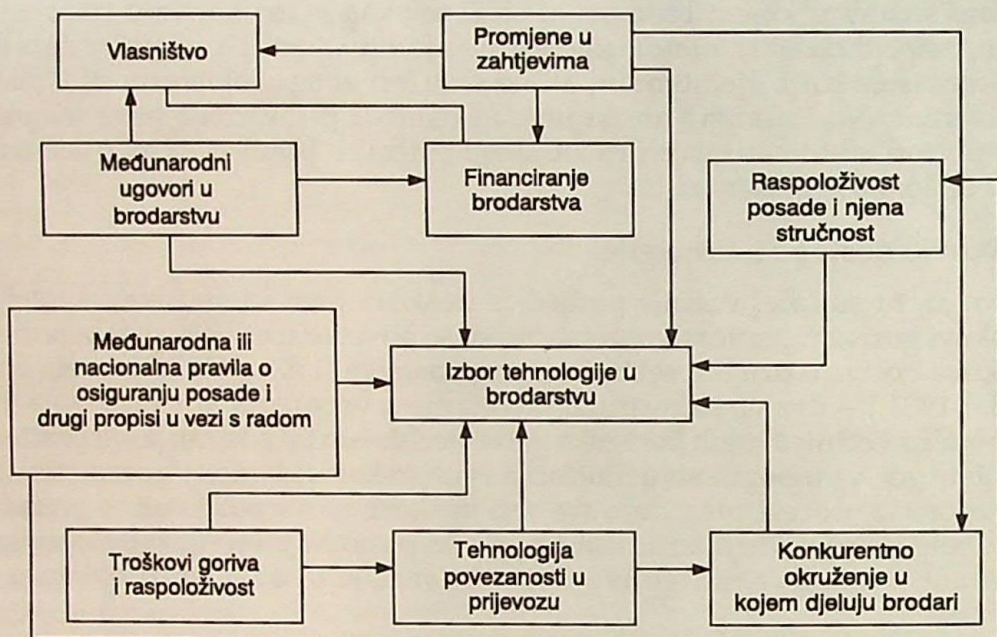 Vlasništvo
Promjene u
zahtjevima
Međunarodni
ugovori u
brodarstvu
Financiranje
brodarstva
Raspoloživost
posade i njena
stručnost
Međunarodna ili
nacionalna pravila o
osiguranju posade i
drugi propisi u vezi s radom
Izbor tehnologije u
brodarstvu
Troškovi goriva
i raspoloživost
Tehnologija
povezanosti u
prijevozu
Konkurentno
okruženje u
kojem djeluju brodari